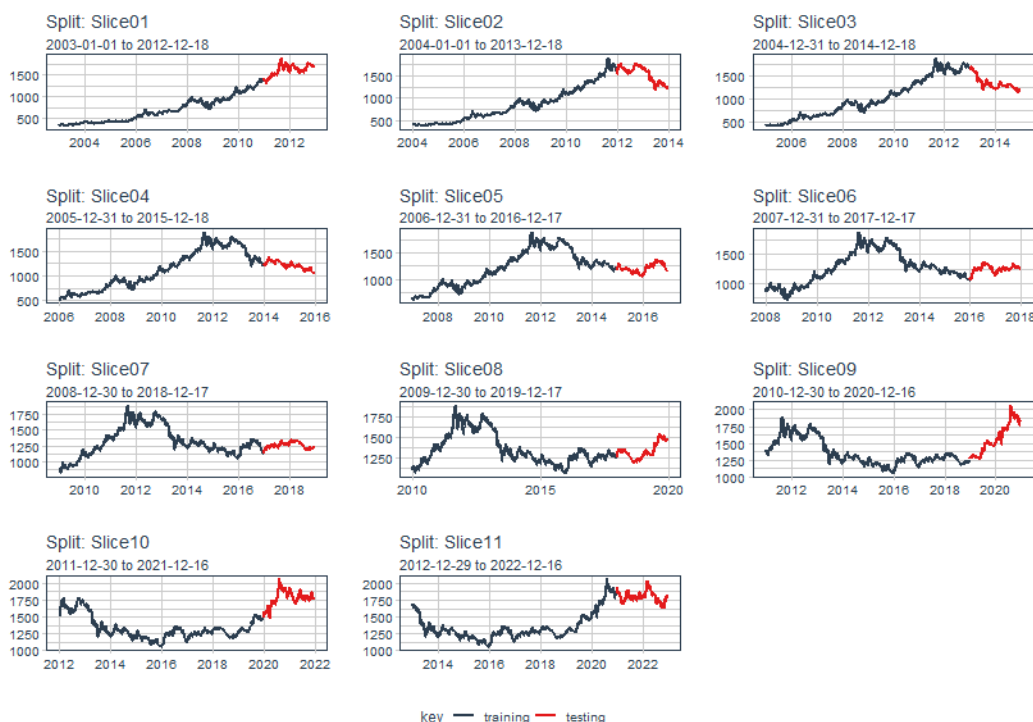 Split: Slice01
2003-01-01 to 2012-12-18
1500
1000
500
2004 2006 2008 2010 2012
Split: Slice02
2004-01-01 to 2013-12-18
1500
1000
500
2004 2006 2008 2010 2012 2014
Split: Slice03
2004-12-31 to 2014-12-18
1500
1000
500
2006 2008 2010 2012 2014
Split: Slice04
2005-12-31 to 2015-12-18
1500
1000
500
2006 2008 2010 2012 2014 2016
Split: Slice05
2006-12-31 to 2016-12-17
1500
1000
2008 2010 2012 2014 2016
Split: Slice06
2007-12-31 to 2017-12-17
1500
1000
2008 2010 2012 2014 2016 2018
Split: Slice07
2008-12-30 to 2018-12-17
1750
1500
1250
1000
2010 2012 2014 2016 2018
Split: Slice08
2009-12-30 to 2019-12-17
1750
1500
1250
2010 2015 2020
Split: Slice09
2010-12-30 to 2020-12-16
2000
1750
1500
1250
1000
2012 2014 2016 2018 2020
Split: Slice10
2011-12-30 to 2021-12-16
2000
1750
1500
1250
1000
2012 2014 2016 2018 2020 2022
Split: Slice11
2012-12-29 to 2022-12-16
2000
1750
1500
1250
1000
2014 2016 2018 2020 2022
key training testing